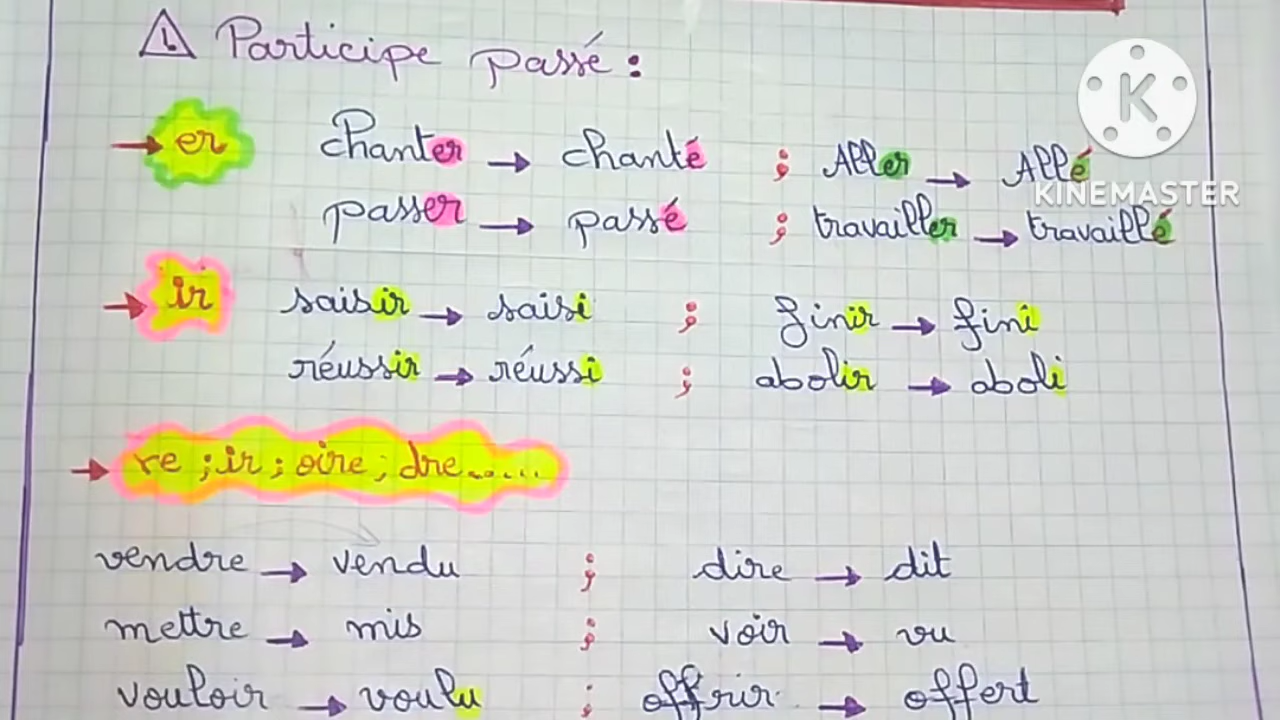 Participe passé :
→ er chanter → chanté ; Aller → Allé
K
KINEMASTER
passer → passé ; travailler → travaillé
→ ir saisir → saisi ; finir → fini
réussir → réussi ; abolir → aboli
→ re ; ir ; oire ; dre......
vendre → vendu ; dire → dit
mettre → mis ; voir → vu
vouloir → voulu ; offrir → offert